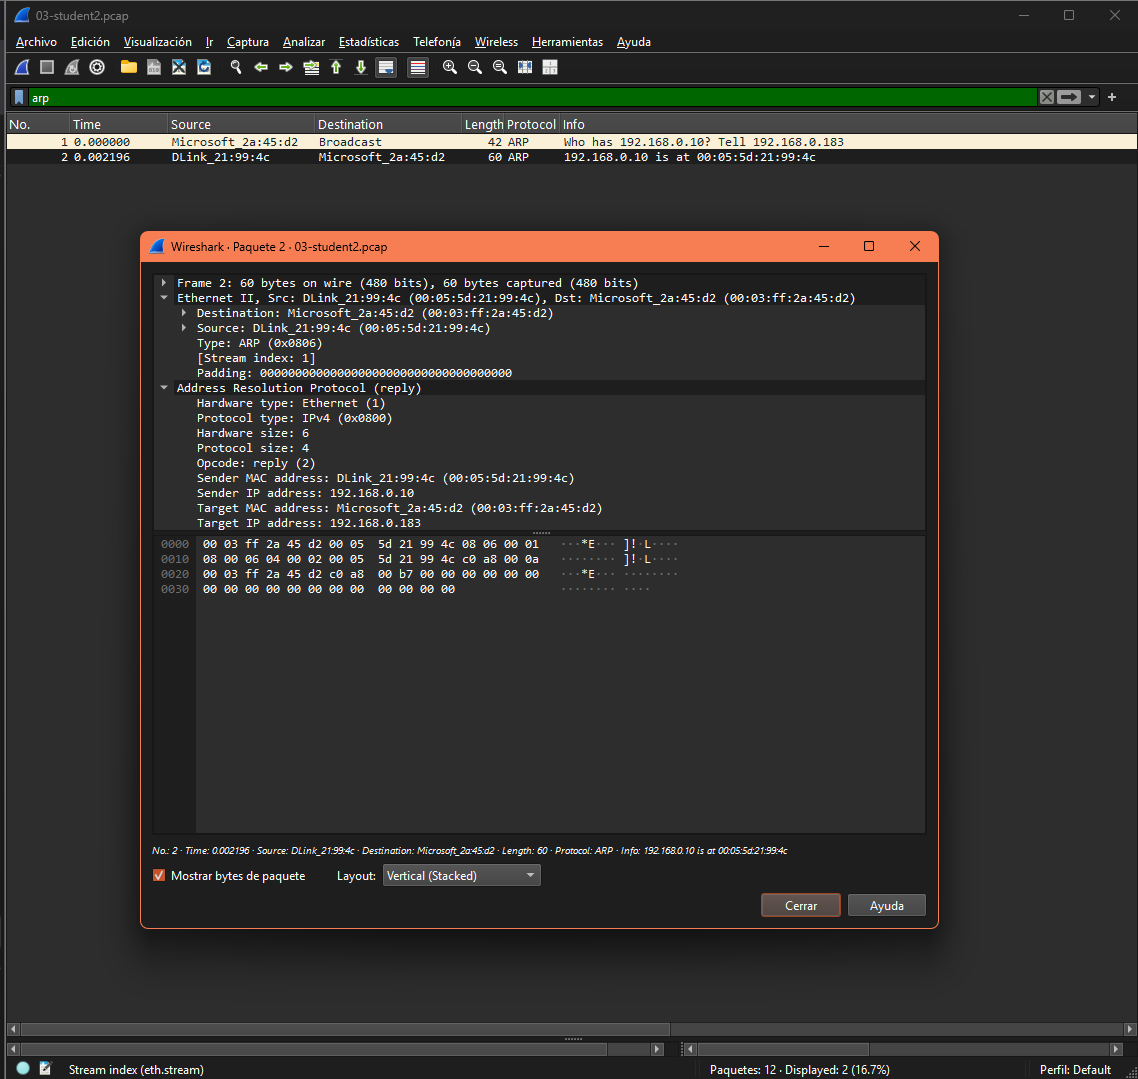 03-student2.pcap
Archivo Edición Visualización Ir Captura Analizar Estadísticas Telefonía Wireless Herramientas Ayuda
arp
No. Time Source Destination Length Protocol Info
1 0.000000 Microsoft_2a:45:d2 Broadcast 42 ARP Who has 192.168.0.10? Tell 192.168.0.183
2 0.002196 DLink_21:99:4c Microsoft_2a:45:d2 60 ARP 192.168.0.10 is at 00:05:5d:21:99:4c
Wireshark · Paquete 2 · 03-student2.pcap
Frame 2: 60 bytes on wire (480 bits), 60 bytes captured (480 bits)
Ethernet II, Src: DLink_21:99:4c (00:05:5d:21:99:4c), Dst: Microsoft_2a:45:d2 (00:03:ff:2a:45:d2)
Destination: Microsoft_2a:45:d2 (00:03:ff:2a:45:d2)
Source: DLink_21:99:4c (00:05:5d:21:99:4c)
Type: ARP (0x0806)
[Stream index: 1]
Padding: 000000000000000000000000000000000000
Address Resolution Protocol (reply)
Hardware type: Ethernet (1)
Protocol type: IPv4 (0x0800)
Hardware size: 6
Protocol size: 4
Opcode: reply (2)
Sender MAC address: DLink_21:99:4c (00:05:5d:21:99:4c)
Sender IP address: 192.168.0.10
Target MAC address: Microsoft_2a:45:d2 (00:03:ff:2a:45:d2)
Target IP address: 192.168.0.183
0000 00 03 ff 2a 45 d2 00 05 5d 21 99 4c 08 06 00 01 ···*E··· ]!·L····
0010 08 00 06 04 00 02 00 05 5d 21 99 4c c0 a8 00 0a ········ ]!·L····
0020 00 03 ff 2a 45 d2 c0 a8 00 b7 00 00 00 00 00 00 ···*E··· ········
0030 00 00 00 00 00 00 00 00 00 00 00 00 ········ ····
No.: 2 · Time: 0.002196 · Source: DLink_21:99:4c · Destination: Microsoft_2a:45:d2 · Length: 60 · Protocol: ARP · Info: 192.168.0.10 is at 00:05:5d:21:99:4c
Mostrar bytes de paquete Layout: Vertical (Stacked)
Cerrar Ayuda
Stream index (eth.stream) Paquetes: 12 · Displayed: 2 (16.7%) Perfil: Default